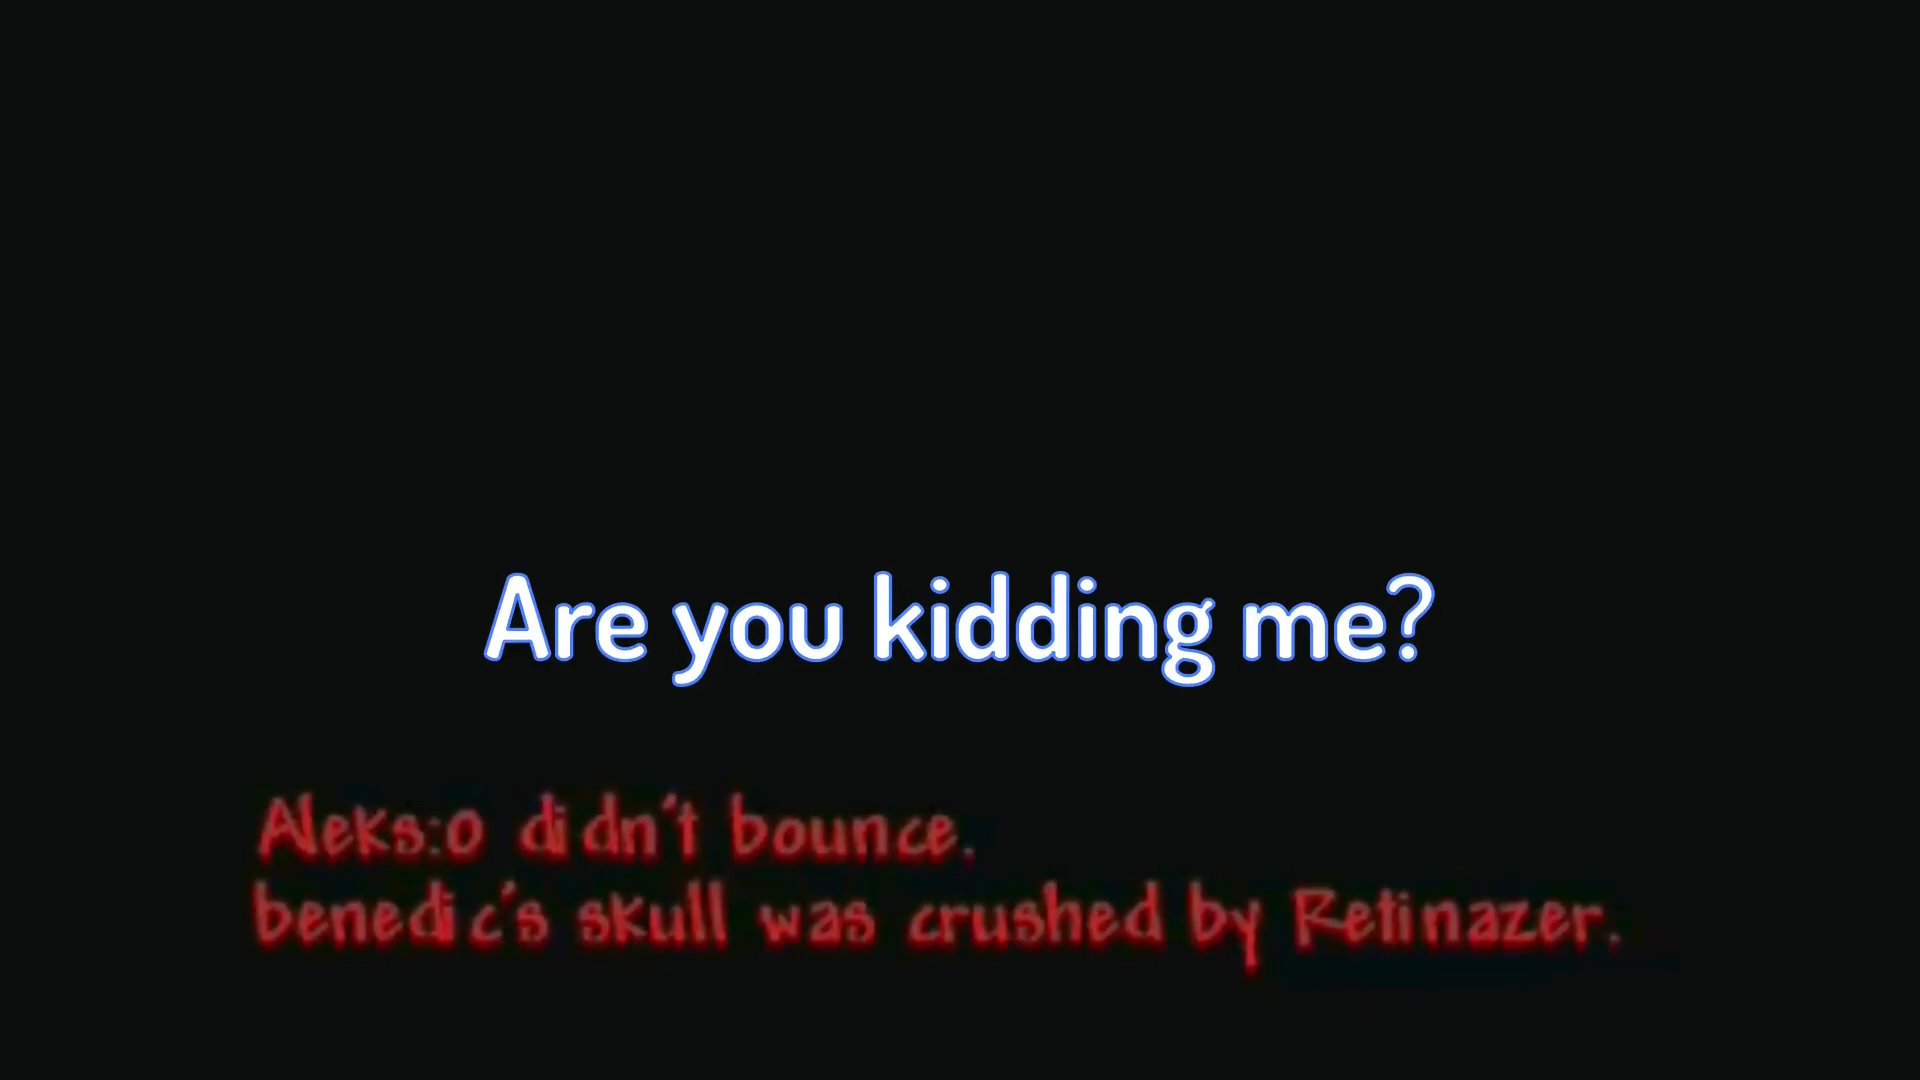 Are you kidding me?
Aleks:0 didn't bounce.
benedic's skull was crushed by Retinazer.